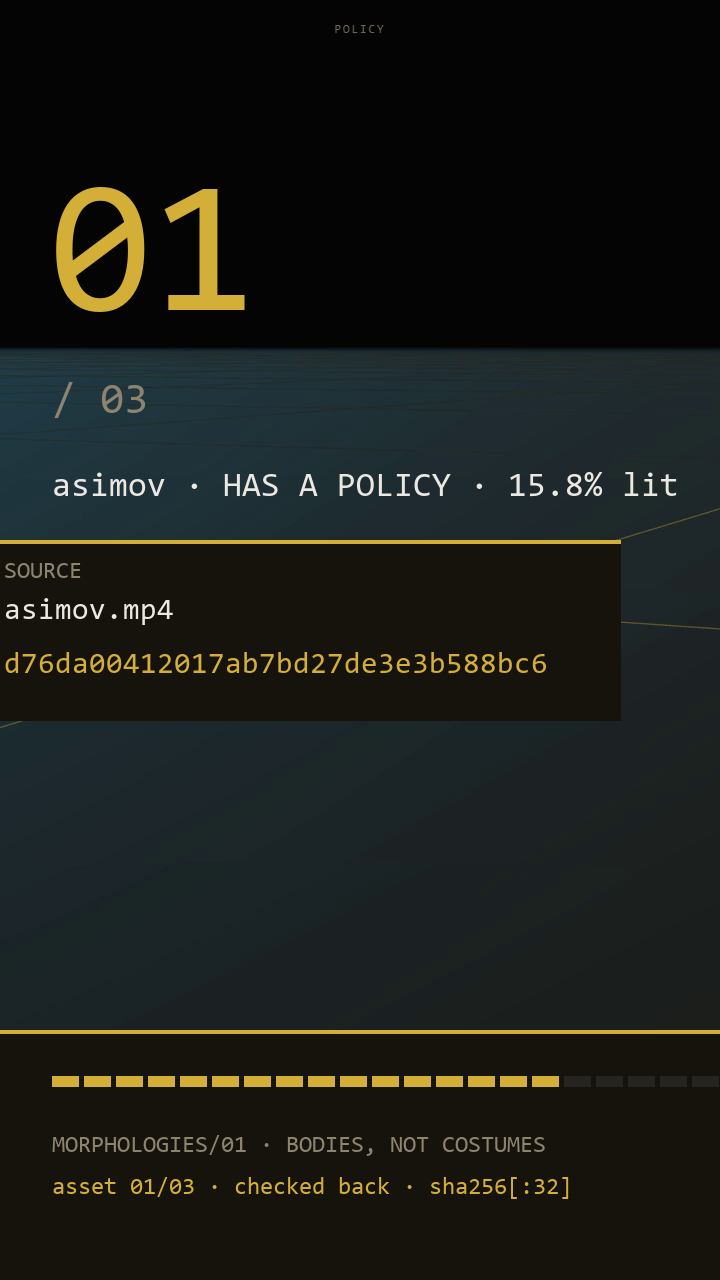 POLICY
01
/ 03
asimov · HAS A POLICY · 15.8% lit
SOURCE
asimov.mp4
d76da00412017ab7bd27de3e3b588bc6
MORPHOLOGIES/01 · BODIES, NOT COSTUMES
asset 01/03 · checked back · sha256[:32]